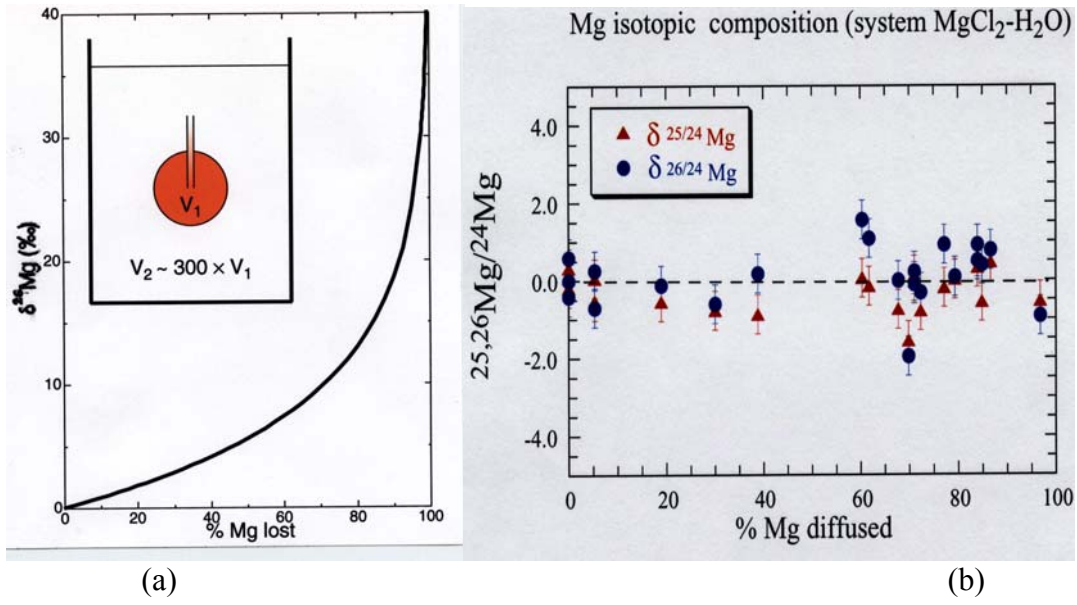 40
30
20
10
0
δ²⁶Mg (‰)
V₁
V₂ ~ 300 × V₁
0 20 40 60 80 100
% Mg lost
(a)
Mg isotopic composition (system MgCl₂-H₂O)
δ ²⁵/²⁴ Mg
δ ²⁶/²⁴ Mg
25,26Mg/24Mg
4.0
2.0
0.0
-2.0
-4.0
0 20 40 60 80 100
% Mg diffused
(b)